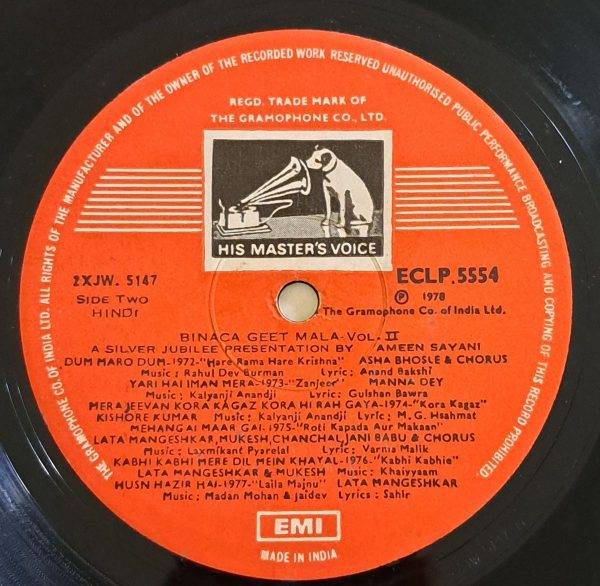 THE GRAMOPHONE CO. OF INDIA LTD. ALL RIGHTS OF THE MANUFACTURER AND OF THE OWNER OF THE RECORDED WORK RESERVED UNAUTHORISED PUBLIC PERFORMANCE BROADCASTING AND COPYING OF THIS RECORD PROHIBITED.
REGD. TRADE MARK OF
THE GRAMOPHONE CO., LTD.
HIS MASTER'S VOICE
2XJW. 5147
ECLP. 5554
SIDE TWO
Ⓟ 1978
HINDI
The Gramophone Co. of India Ltd.
BINACA GEET MALA-VOL. II
A SILVER JUBILEE PRESENTATION BY AMEEN SAYANI
DUM MARO DUM-1972-"Hare Rama Hare Krishna" ASHA BHOSLE & CHORUS
Music: Rahul Dev Burman Lyric: Anand Bakshi
YARI HAI IMAN MERA-1973-"Zanjeer" MANNA DEY
Music: Kalyanji Anandji Lyric: Gulshan Bawra
MERA JEEVAN KORA KAGAZ KORA HI RAH GAYA-1974-"Kora Kagaz"
KISHORE KUMAR Music: Kalyanji Anandji Lyric: M.G. Hsahmat
MEHANGAI MAAR GAI-1975-"Roti Kapada Aur Makaan"
LATA MANGESHKAR, MUKESH, CHANCHAL, JANI BABU & CHORUS
Music: Laxmikant Pyarelal Lyric: Varma Malik
KABHI KABHI MERE DIL MEIN KHAYAL-1976-"Kabhi Kabhie"
LATA MANGESHKAR & MUKESH Music: Khaiyyam
HUSN HAZIR HAI-1977-"Laila Majnu" LATA MANGESHKAR
Music: Madan Mohan & Jaidev Lyrics: Sahir
EMI
MADE IN INDIA